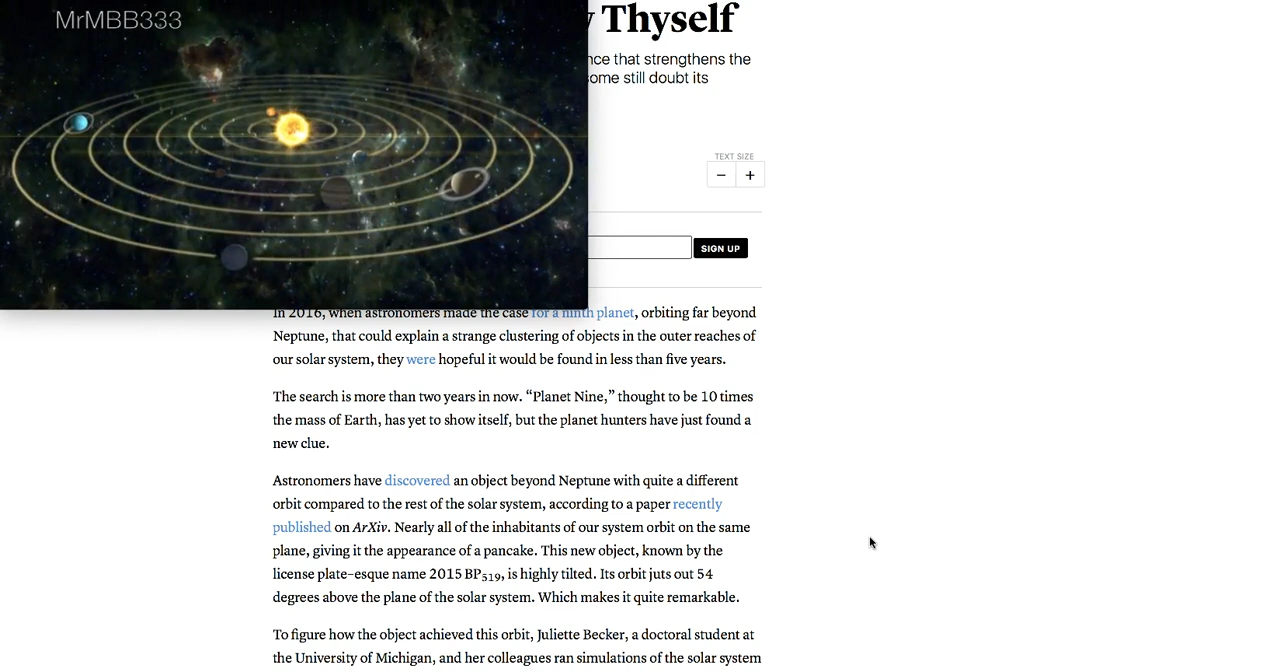 MrMBB333
Thyself
nce that strengthens the
ome still doubt its
TEXT SIZE
− +
SIGN UP
In 2016, when astronomers made the case for a ninth planet, orbiting far beyond
Neptune, that could explain a strange clustering of objects in the outer reaches of
our solar system, they were hopeful it would be found in less than five years.
The search is more than two years in now. “Planet Nine,” thought to be 10 times
the mass of Earth, has yet to show itself, but the planet hunters have just found a
new clue.
Astronomers have discovered an object beyond Neptune with quite a different
orbit compared to the rest of the solar system, according to a paper recently
published on ArXiv. Nearly all of the inhabitants of our system orbit on the same
plane, giving it the appearance of a pancake. This new object, known by the
license plate–esque name 2015 BP519, is highly tilted. Its orbit juts out 54
degrees above the plane of the solar system. Which makes it quite remarkable.
To figure how the object achieved this orbit, Juliette Becker, a doctoral student at
the University of Michigan, and her colleagues ran simulations of the solar system